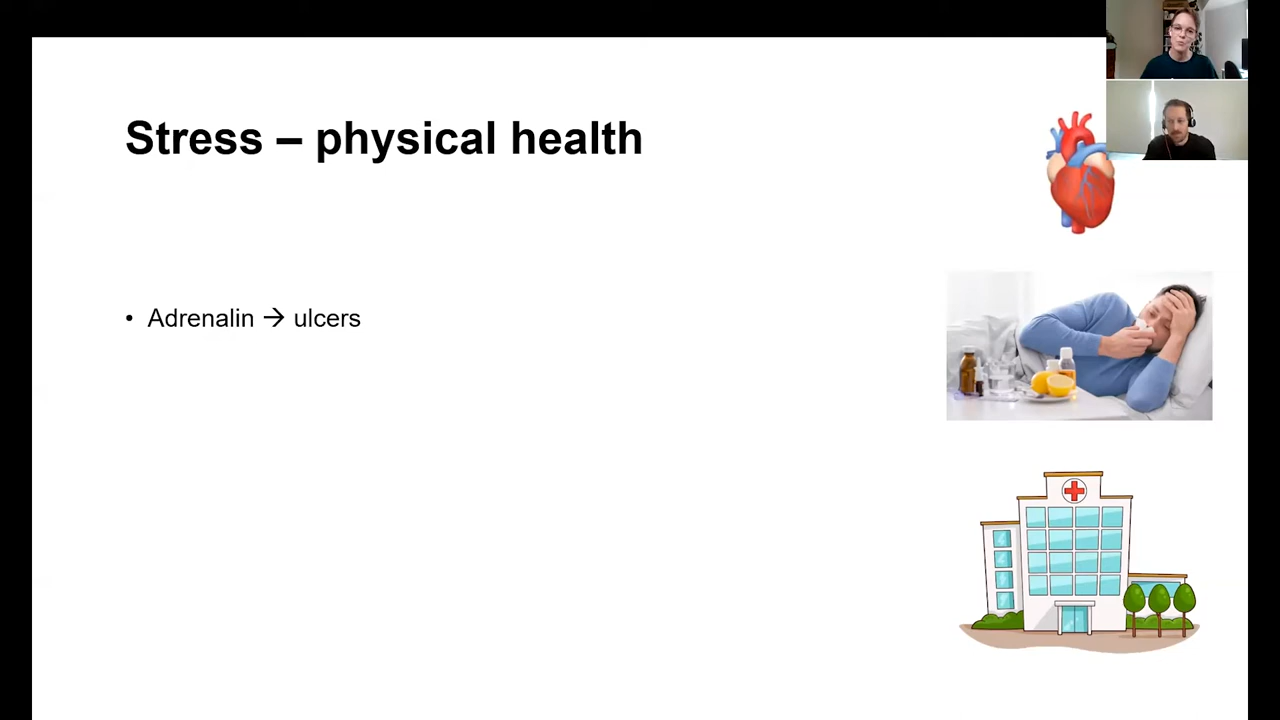 Stress – physical health
• Adrenalin → ulcers